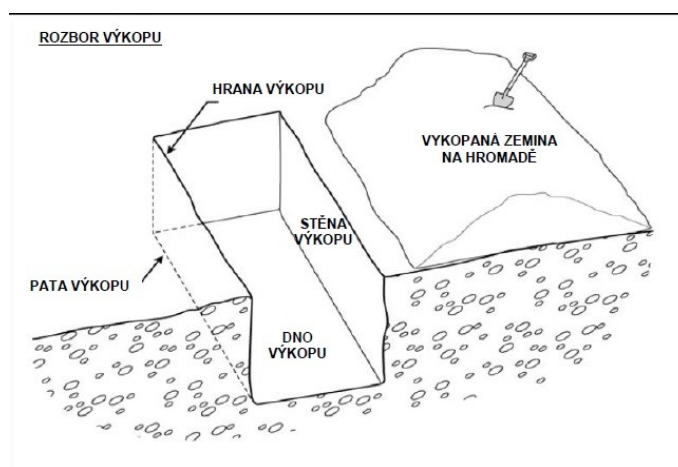 ROZBOR VÝKOPU
HRANA VÝKOPU
VYKOPANÁ ZEMINA
NA HROMADĚ
STĚNA
VÝKOPU
PATA VÝKOPU
DNO
VÝKOPU